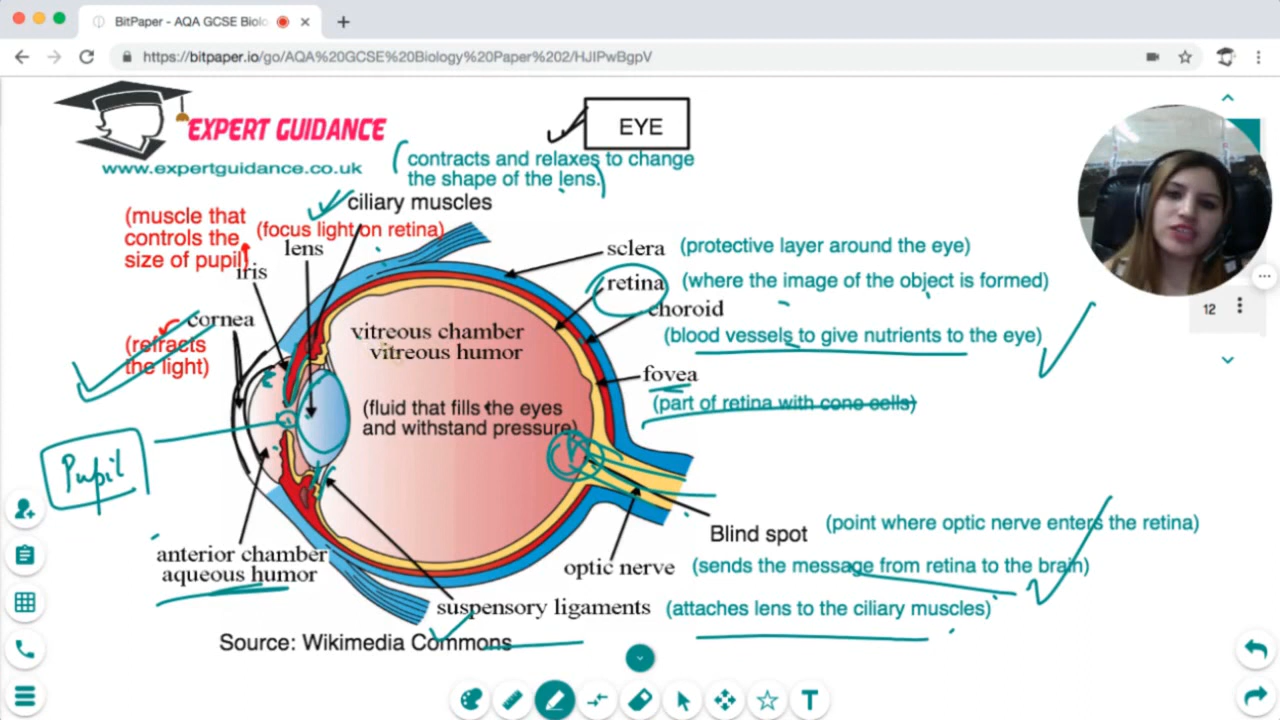 BitPaper - AQA GCSE Biolo
https://bitpaper.io/go/AQA%20GCSE%20Biology%20Paper%202/HJIPwBgpV
EXPERT GUIDANCE
www.expertguidance.co.uk
EYE
(contracts and relaxes to change
the shape of the lens.)
ciliary muscles
(muscle that
controls the
size of pupil)
(focus light on retina)
lens
iris
cornea
(refracts
the light)
sclera (protective layer around the eye)
retina (where the image of the object is formed)
choroid
(blood vessels to give nutrients to the eye)
vitreous chamber
vitreous humor
fovea
(part of retina with cone cells)
(fluid that fills the eyes
and withstand pressure)
12
Pupil
Blind spot (point where optic nerve enters the retina)
anterior chamber
aqueous humor
optic nerve (sends the message from retina to the brain)
suspensory ligaments (attaches lens to the ciliary muscles)
Source: Wikimedia Commons
T